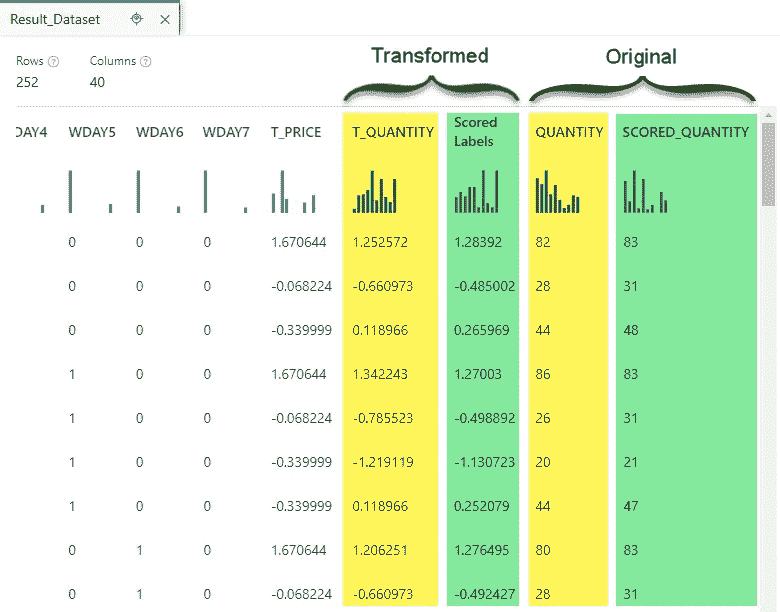 Result_Dataset
Transformed Original
Rows Columns
252 40
DAY4 WDAY5 WDAY6 WDAY7 T_PRICE T_QUANTITY Scored Labels QUANTITY SCORED_QUANTITY
0 0 0 1.670644 1.252572 1.28392 82 83
0 0 0 -0.068224 -0.660973 -0.485002 28 31
0 0 0 -0.339999 0.118966 0.265969 44 48
1 0 0 1.670644 1.342243 1.27003 86 83
1 0 0 -0.068224 -0.785523 -0.498892 26 31
1 0 0 -0.339999 -1.219119 -1.130723 20 21
1 0 0 -0.339999 0.118966 0.252079 44 47
0 1 0 1.670644 1.206251 1.276495 80 83
0 1 0 -0.068224 -0.660973 -0.492427 28 31